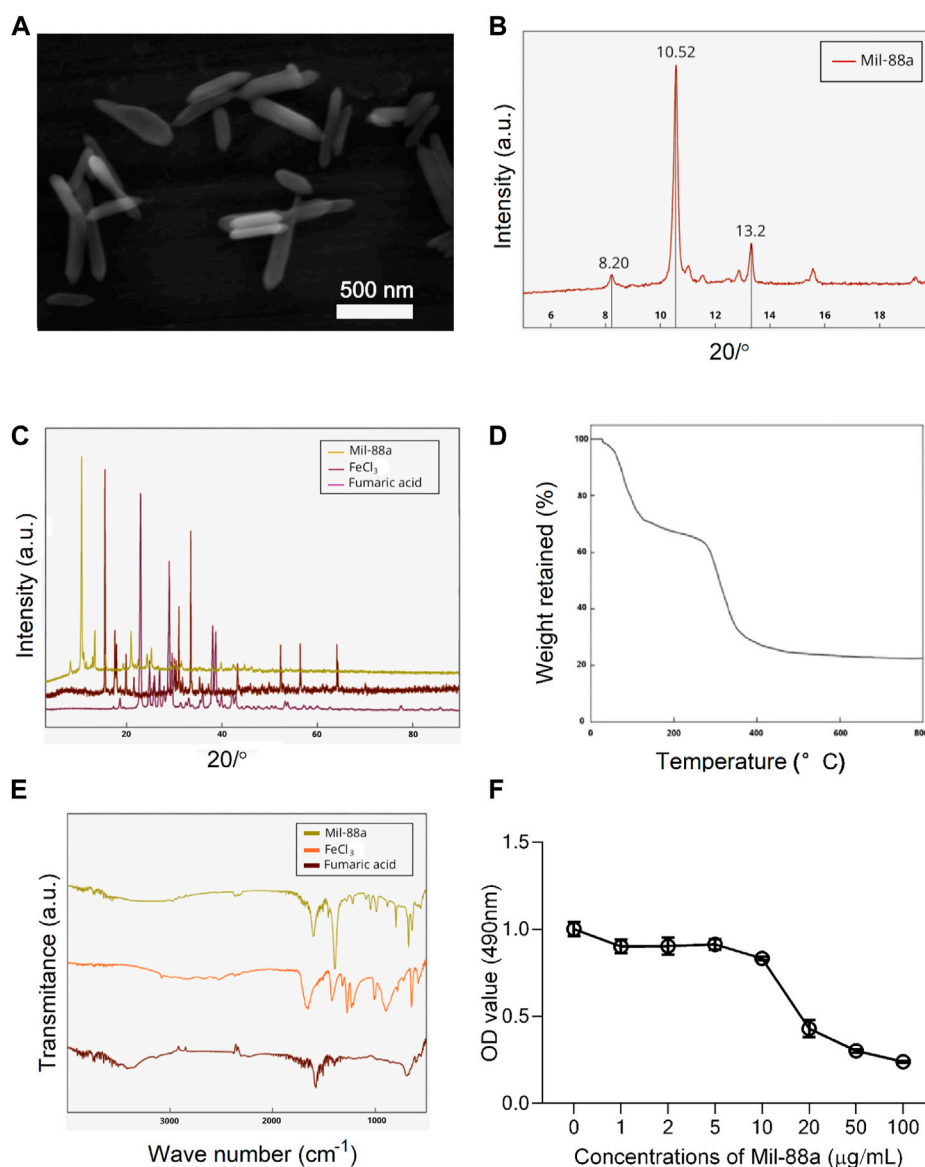 A
500 nm
B
10.52
Mil-88a
13.2
8.20
Intensity (a.u.)
6 8 10 12 14 16 18
20/°
C
Mil-88a
FeCl₃
Fumaric acid
Intensity (a.u.)
20 40 60 80
20/°
D
100
80
60
40
20
0
Weight retained (%)
0 200 400 600 800
Temperature (° C)
E
Mil-88a
FeCl₃
Fumaric acid
Transmitance (a.u.)
3000 2000 1000
Wave number (cm⁻¹)
F
1.5
1.0
0.5
0.0
OD value (490nm)
0 1 2 5 10 20 50 100
Concentrations of Mil-88a (μg/mL)